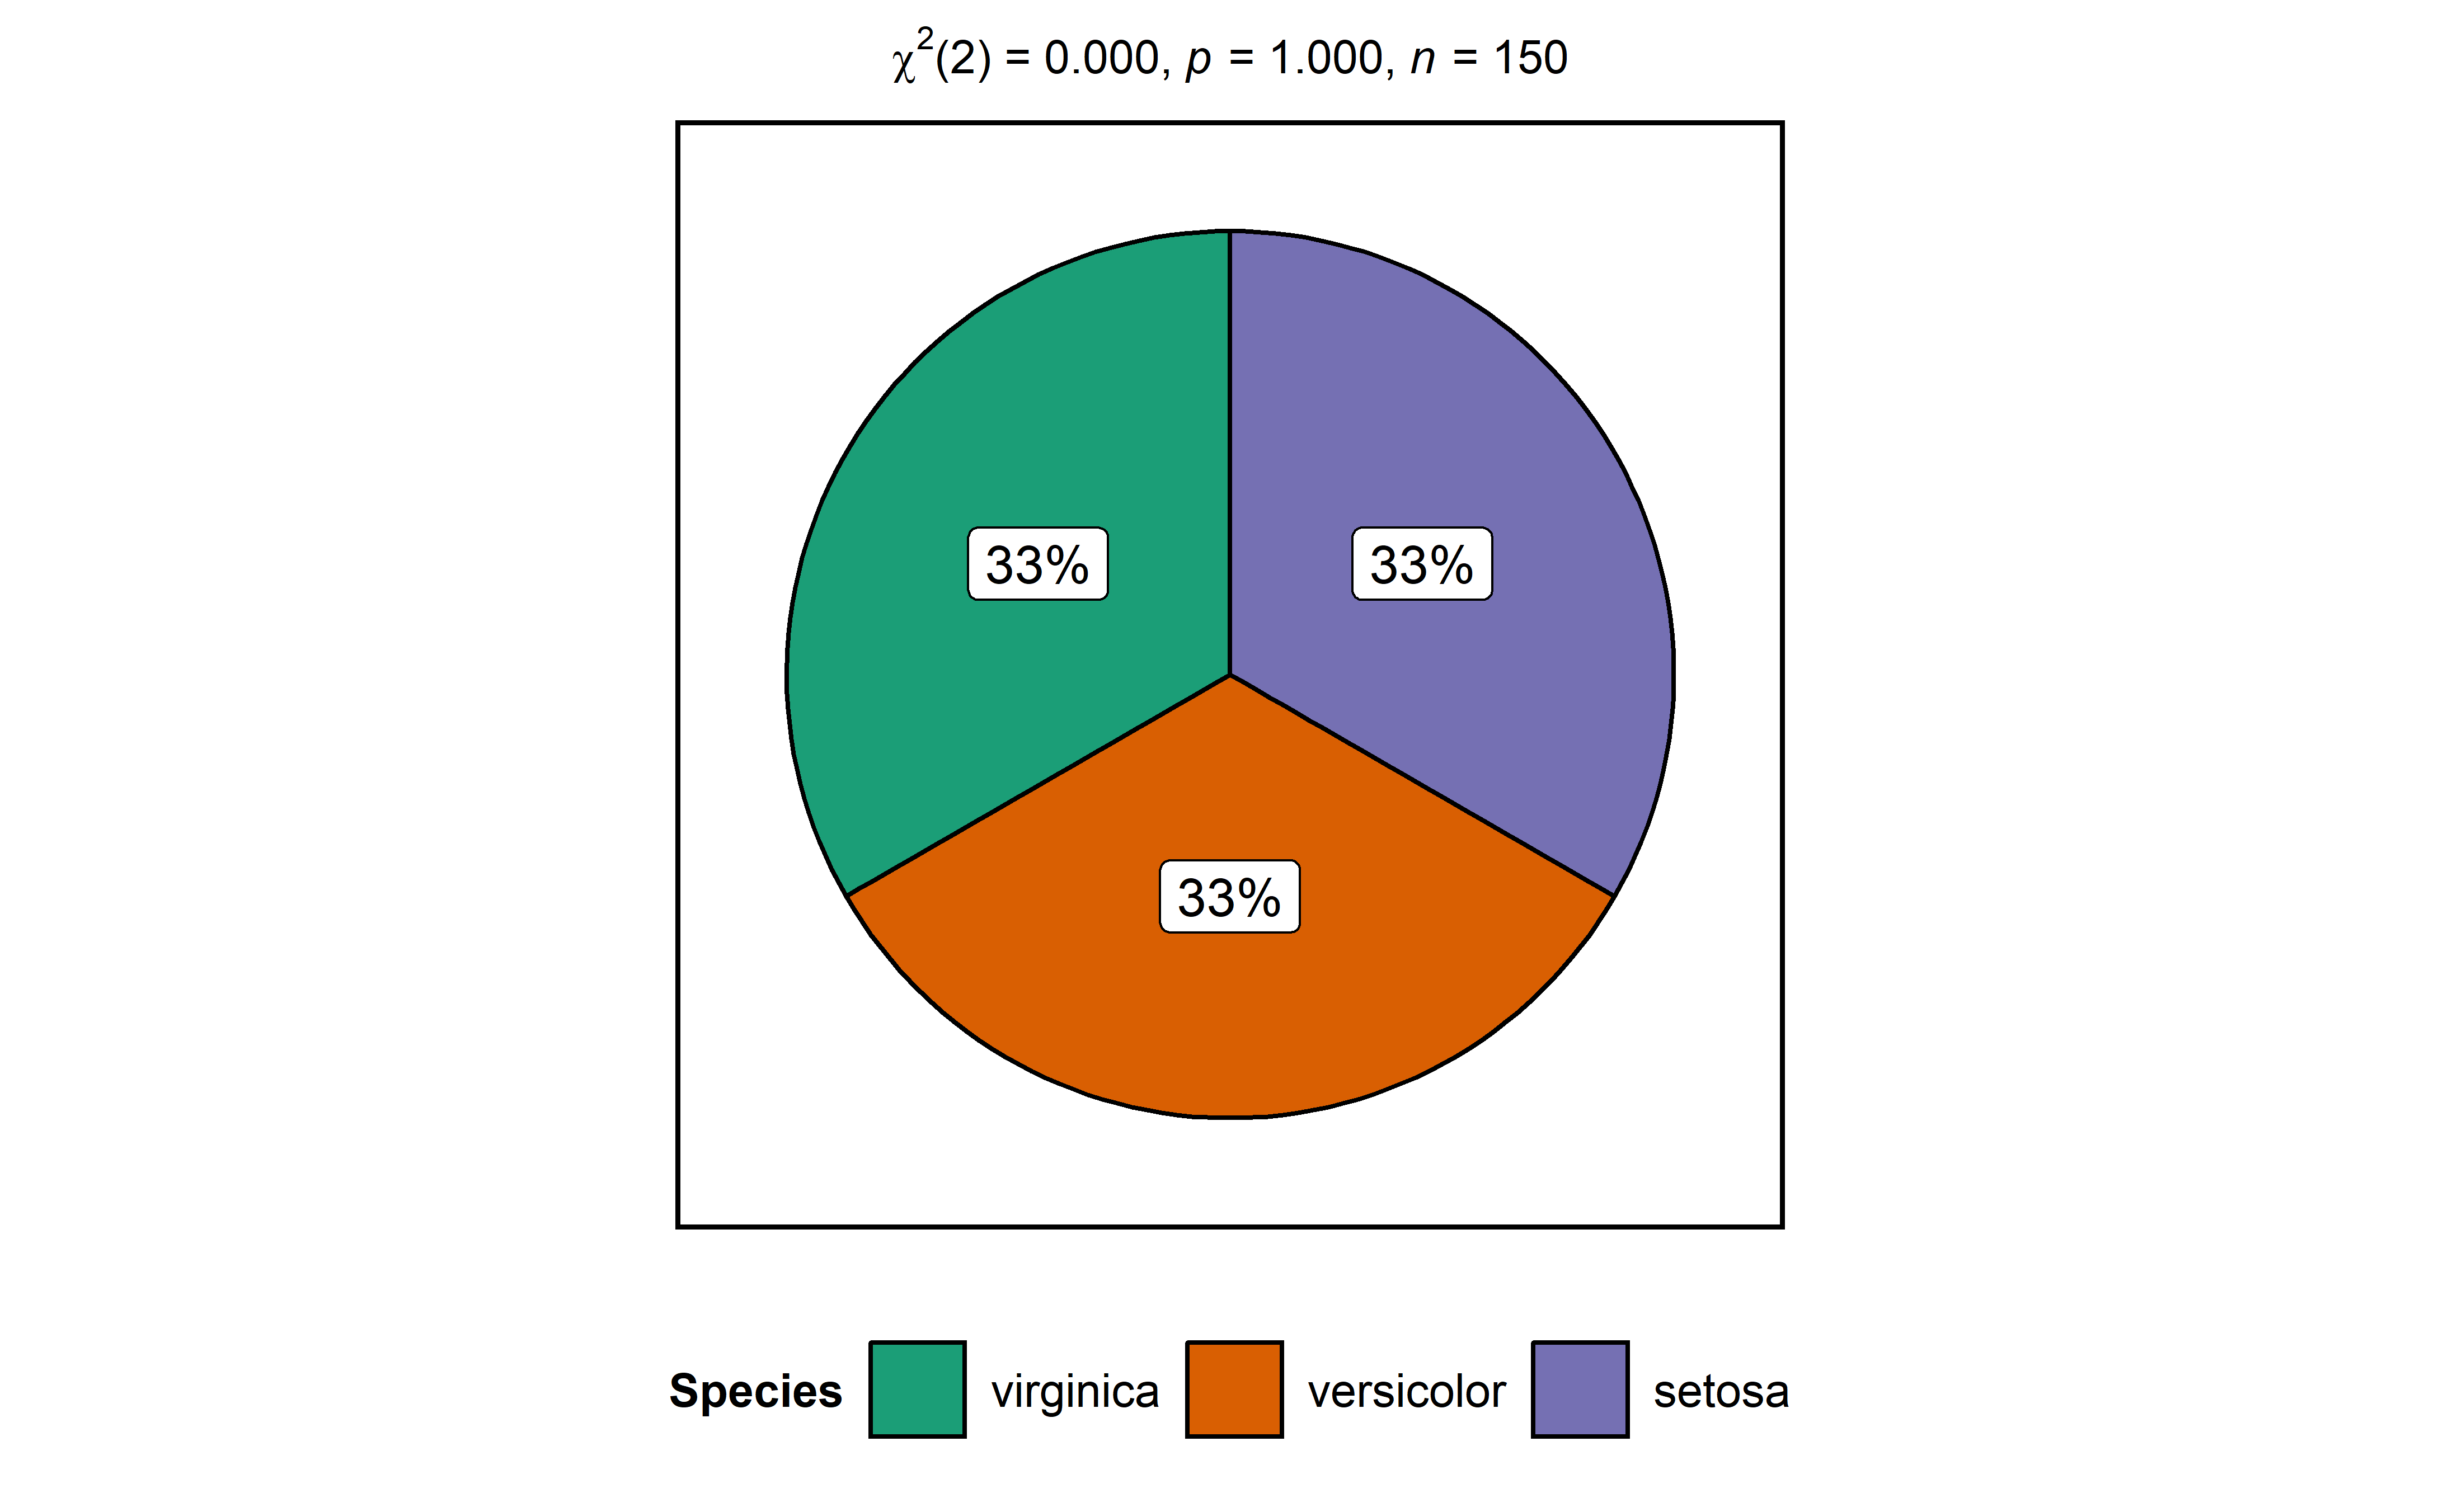 χ²(2) = 0.000, p = 1.000, n = 150
33% 33%
33%
Species virginica versicolor setosa